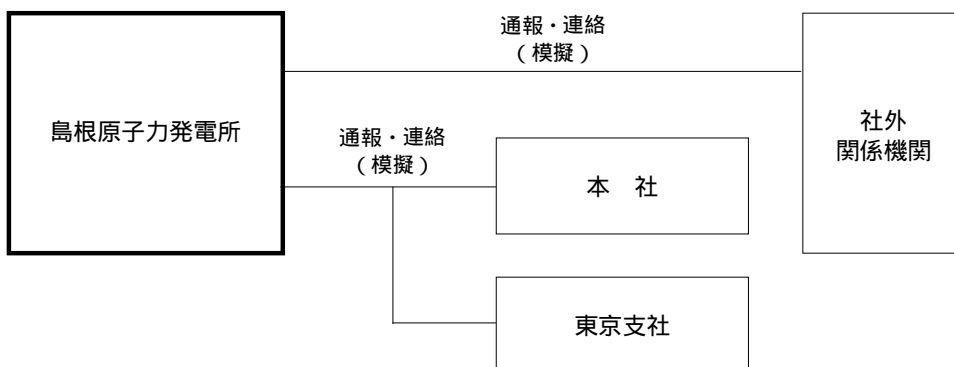 通報・連絡
（模擬）
島根原子力発電所
社外
関係機関
通報・連絡
（模擬）
本　社
東京支社